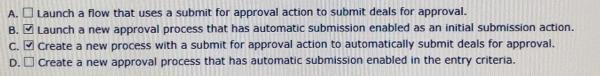 A. ☐ Launch a flow that uses a submit for approval action to submit deals for approval.
B. ☑ Launch a new approval process that has automatic submission enabled as an initial submission action.
C. ☑ Create a new process with a submit for approval action to automatically submit deals for approval.
D. ☐ Create a new approval process that has automatic submission enabled in the entry criteria.